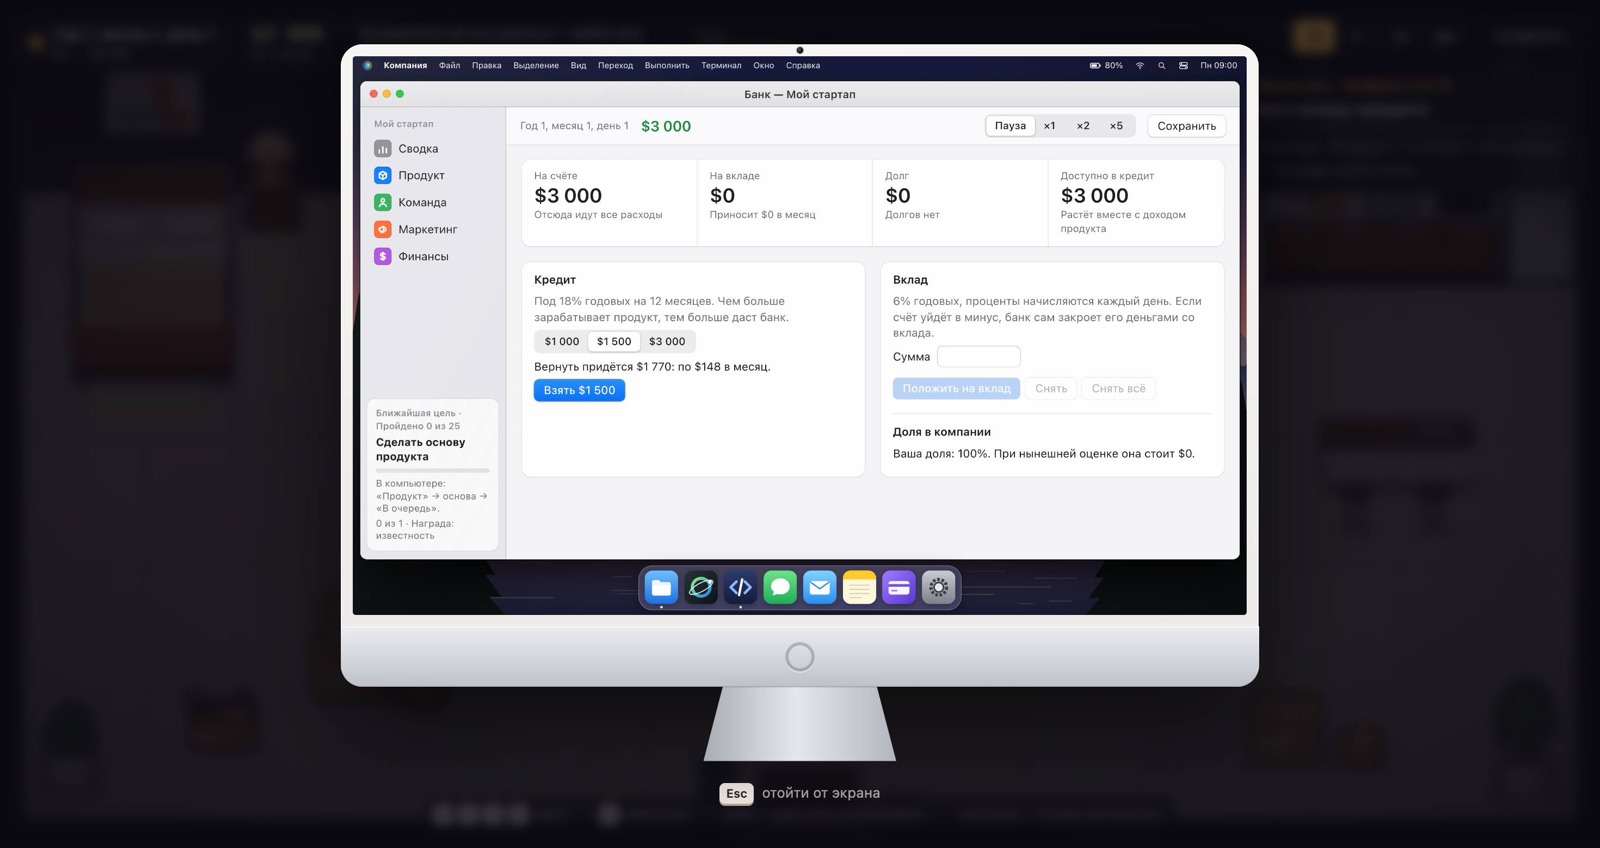 Компания Файл Правка Выделение Вид Переход Выполнить Терминал Окно Справка 80% Пн 09:00
Банк — Мой стартап
Мой стартап
Сводка
Продукт
Команда
Маркетинг
Финансы
Ближайшая цель ·
Пройдено 0 из 25
Сделать основу
продукта
В компьютере:
«Продукт» → основа →
«В очередь».
0 из 1 · Награда:
известность
Год 1, месяц 1, день 1 $3 000
Пауза ×1 ×2 ×5 Сохранить
На счёте
$3 000
Отсюда идут все расходы
На вкладе
$0
Приносит $0 в месяц
Долг
$0
Долгов нет
Доступно в кредит
$3 000
Растёт вместе с доходом
продукта
Кредит
Под 18% годовых на 12 месяцев. Чем больше
зарабатывает продукт, тем больше даст банк.
$1 000 $1 500 $3 000
Вернуть придётся $1 770: по $148 в месяц.
Взять $1 500
Вклад
6% годовых, проценты начисляются каждый день. Если
счёт уйдёт в минус, банк сам закроет его деньгами со
вклада.
Сумма
Положить на вклад Снять Снять всё
Доля в компании
Ваша доля: 100%. При нынешней оценке она стоит $0.
Esc отойти от экрана